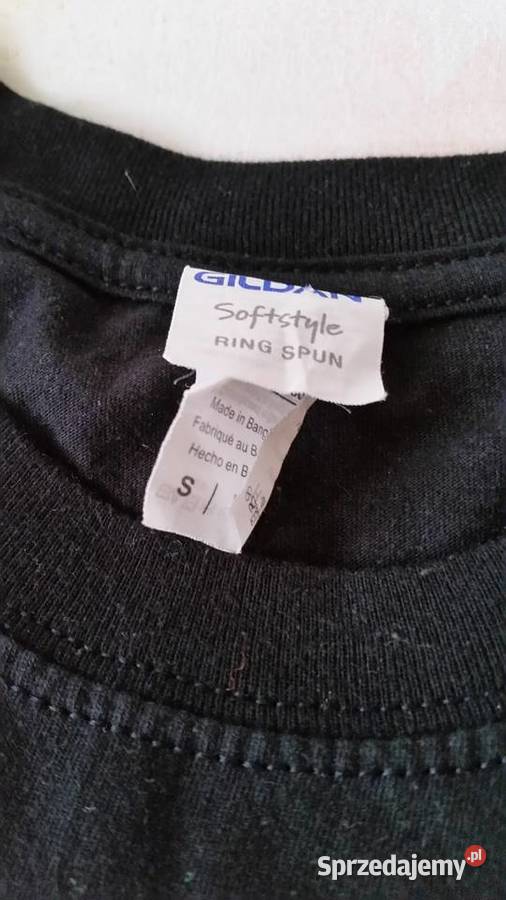 GILDAN
Softstyle
RING SPUN
Made in Bang
Fabriqué au B
Hecho en B
S /
Sprzedajemy.pl